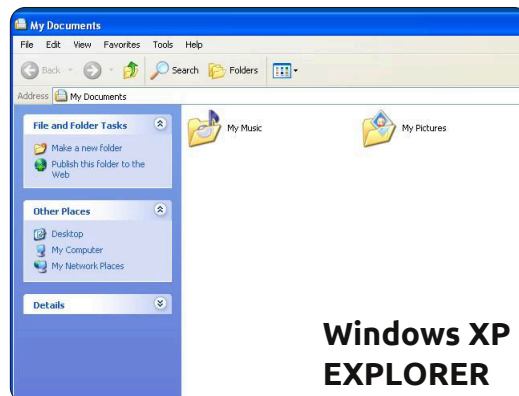 My Documents
File Edit View Favorites Tools Help
Back Search Folders
Address My Documents
File and Folder Tasks
Make a new folder
Publish this folder to the
Web
Other Places
Desktop
My Computer
My Network Places
Details
My Music
My Pictures
Windows XP
EXPLORER